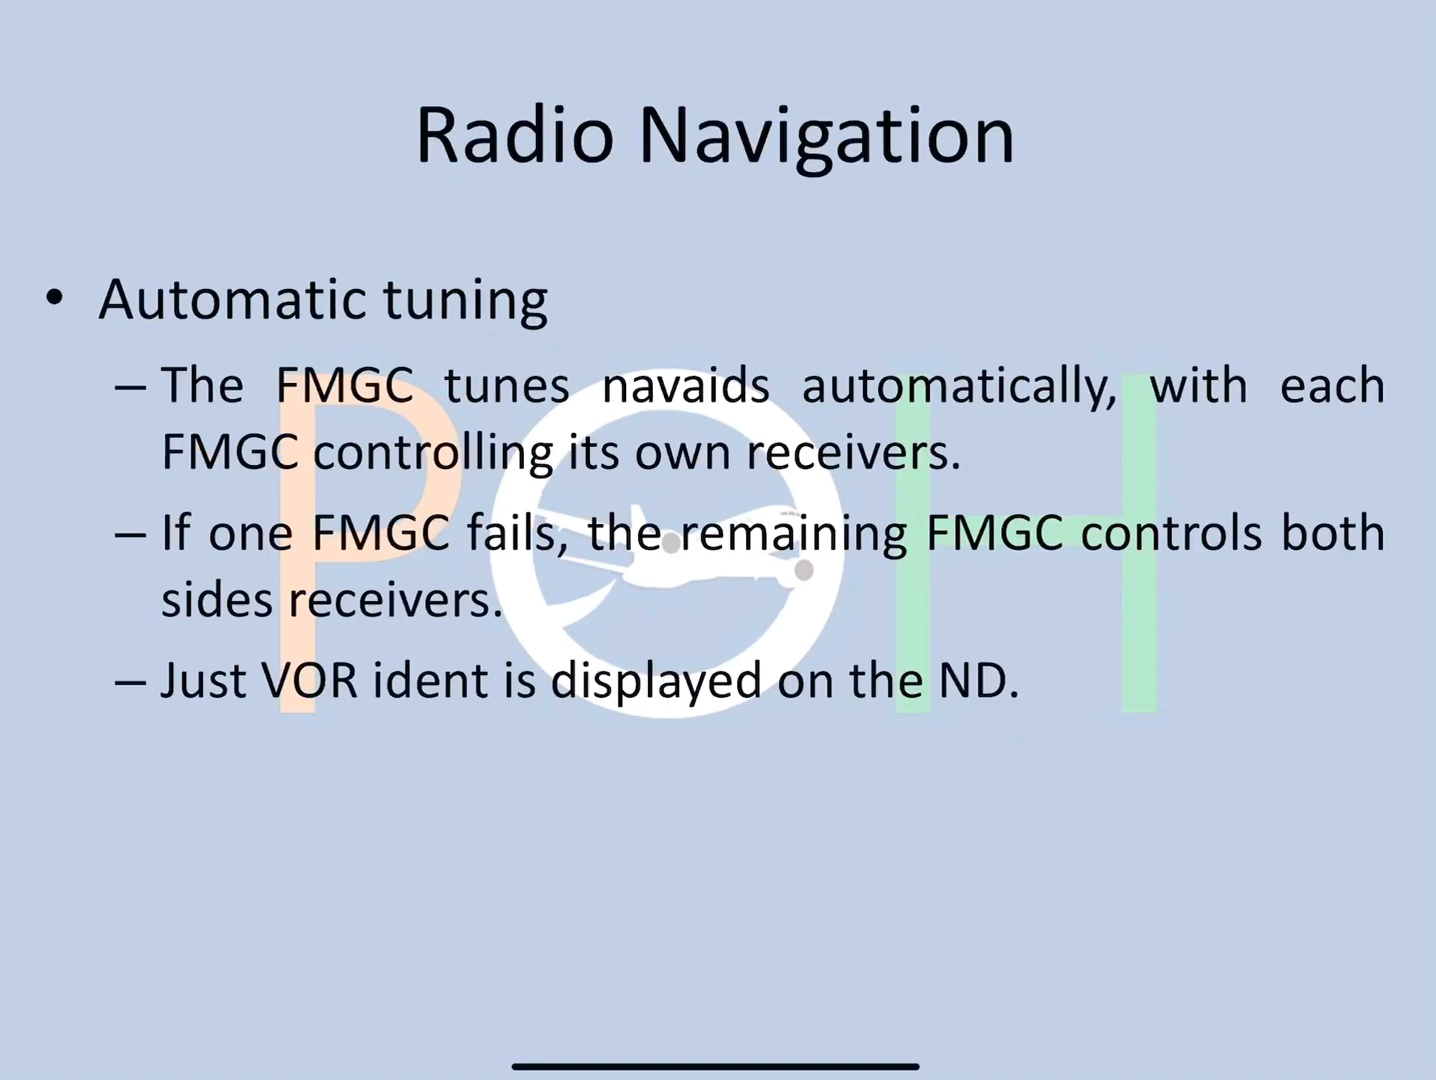 Radio Navigation
• Automatic tuning
– The FMGC tunes navaids automatically, with each
FMGC controlling its own receivers.
– If one FMGC fails, the remaining FMGC controls both
sides receivers.
– Just VOR ident is displayed on the ND.
POH